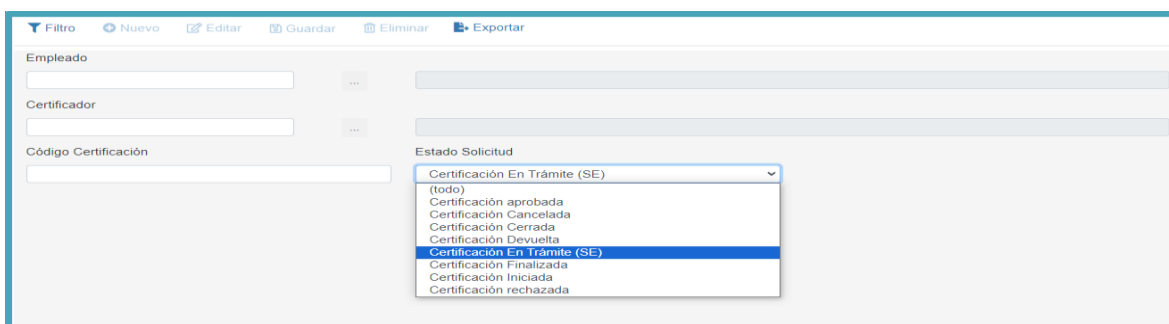 Filtro Nuevo Editar Guardar Eliminar Exportar
Empleado
...
Certificador
...
Código Certificación Estado Solicitud
Certificación En Trámite (SE)
(todo)
Certificación aprobada
Certificación Cancelada
Certificación Cerrada
Certificación Devuelta
Certificación En Trámite (SE)
Certificación Finalizada
Certificación Iniciada
Certificación rechazada